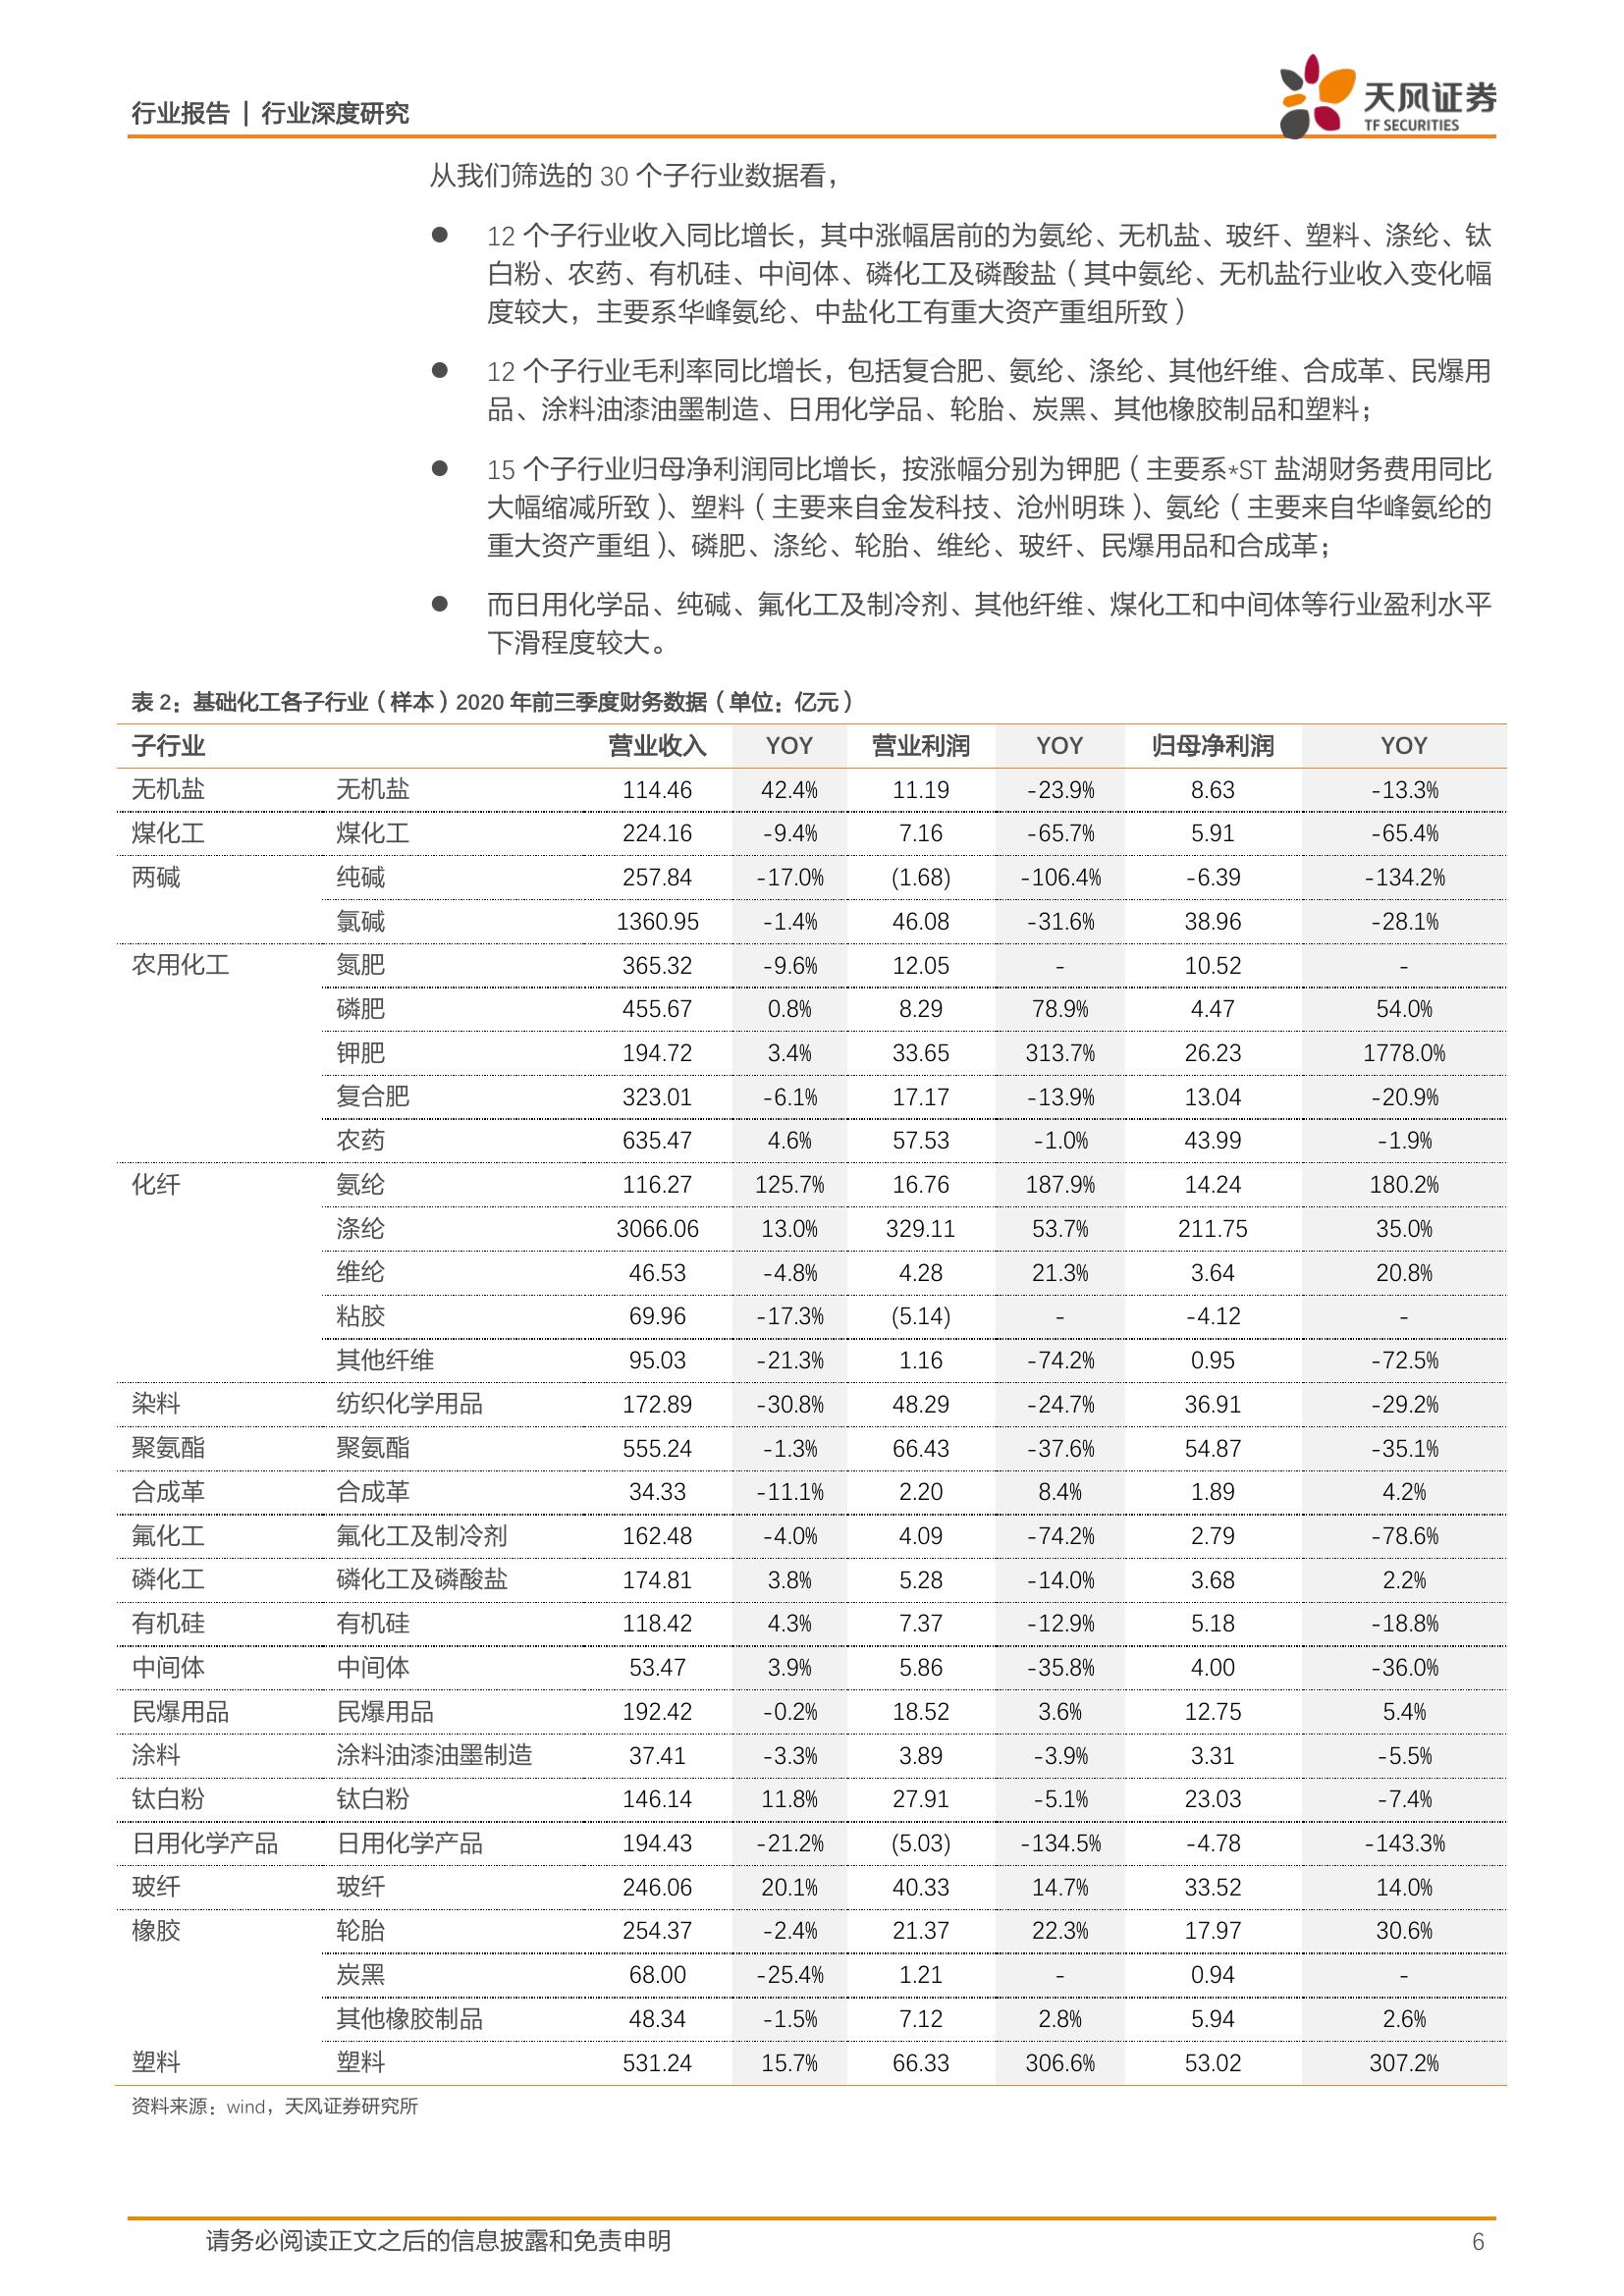 行业报告 | 行业深度研究
天风证券
TF SECURITIES
从我们筛选的 30 个子行业数据看，
● 12 个子行业收入同比增长，其中涨幅居前的为氨纶、无机盐、玻纤、塑料、涤纶、钛
白粉、农药、有机硅、中间体、磷化工及磷酸盐（其中氨纶、无机盐行业收入变化幅
度较大，主要系华峰氨纶、中盐化工有重大资产重组所致）
● 12 个子行业毛利率同比增长，包括复合肥、氨纶、涤纶、其他纤维、合成革、民爆用
品、涂料油漆油墨制造、日用化学品、轮胎、炭黑、其他橡胶制品和塑料；
● 15 个子行业归母净利润同比增长，按涨幅分别为钾肥（主要系*ST 盐湖财务费用同比
大幅缩减所致）、塑料（主要来自金发科技、沧州明珠）、氨纶（主要来自华峰氨纶的
重大资产重组）、磷肥、涤纶、轮胎、维纶、玻纤、民爆用品和合成革；
● 而日用化学品、纯碱、氟化工及制冷剂、其他纤维、煤化工和中间体等行业盈利水平
下滑程度较大。
表 2：基础化工各子行业（样本）2020 年前三季度财务数据（单位：亿元）
子行业 营业收入 YOY 营业利润 YOY 归母净利润 YOY
无机盐 无机盐 114.46 42.4% 11.19 -23.9% 8.63 -13.3%
煤化工 煤化工 224.16 -9.4% 7.16 -65.7% 5.91 -65.4%
两碱 纯碱 257.84 -17.0% (1.68) -106.4% -6.39 -134.2%
氯碱 1360.95 -1.4% 46.08 -31.6% 38.96 -28.1%
农用化工 氮肥 365.32 -9.6% 12.05 - 10.52 -
磷肥 455.67 0.8% 8.29 78.9% 4.47 54.0%
钾肥 194.72 3.4% 33.65 313.7% 26.23 1778.0%
复合肥 323.01 -6.1% 17.17 -13.9% 13.04 -20.9%
农药 635.47 4.6% 57.53 -1.0% 43.99 -1.9%
化纤 氨纶 116.27 125.7% 16.76 187.9% 14.24 180.2%
涤纶 3066.06 13.0% 329.11 53.7% 211.75 35.0%
维纶 46.53 -4.8% 4.28 21.3% 3.64 20.8%
粘胶 69.96 -17.3% (5.14) - -4.12 -
其他纤维 95.03 -21.3% 1.16 -74.2% 0.95 -72.5%
染料 纺织化学用品 172.89 -30.8% 48.29 -24.7% 36.91 -29.2%
聚氨酯 聚氨酯 555.24 -1.3% 66.43 -37.6% 54.87 -35.1%
合成革 合成革 34.33 -11.1% 2.20 8.4% 1.89 4.2%
氟化工 氟化工及制冷剂 162.48 -4.0% 4.09 -74.2% 2.79 -78.6%
磷化工 磷化工及磷酸盐 174.81 3.8% 5.28 -14.0% 3.68 2.2%
有机硅 有机硅 118.42 4.3% 7.37 -12.9% 5.18 -18.8%
中间体 中间体 53.47 3.9% 5.86 -35.8% 4.00 -36.0%
民爆用品 民爆用品 192.42 -0.2% 18.52 3.6% 12.75 5.4%
涂料 涂料油漆油墨制造 37.41 -3.3% 3.89 -3.9% 3.31 -5.5%
钛白粉 钛白粉 146.14 11.8% 27.91 -5.1% 23.03 -7.4%
日用化学产品 日用化学产品 194.43 -21.2% (5.03) -134.5% -4.78 -143.3%
玻纤 玻纤 246.06 20.1% 40.33 14.7% 33.52 14.0%
橡胶 轮胎 254.37 -2.4% 21.37 22.3% 17.97 30.6%
炭黑 68.00 -25.4% 1.21 - 0.94 -
其他橡胶制品 48.34 -1.5% 7.12 2.8% 5.94 2.6%
塑料 塑料 531.24 15.7% 66.33 306.6% 53.02 307.2%
资料来源：wind，天风证券研究所
请务必阅读正文之后的信息披露和免责申明 6